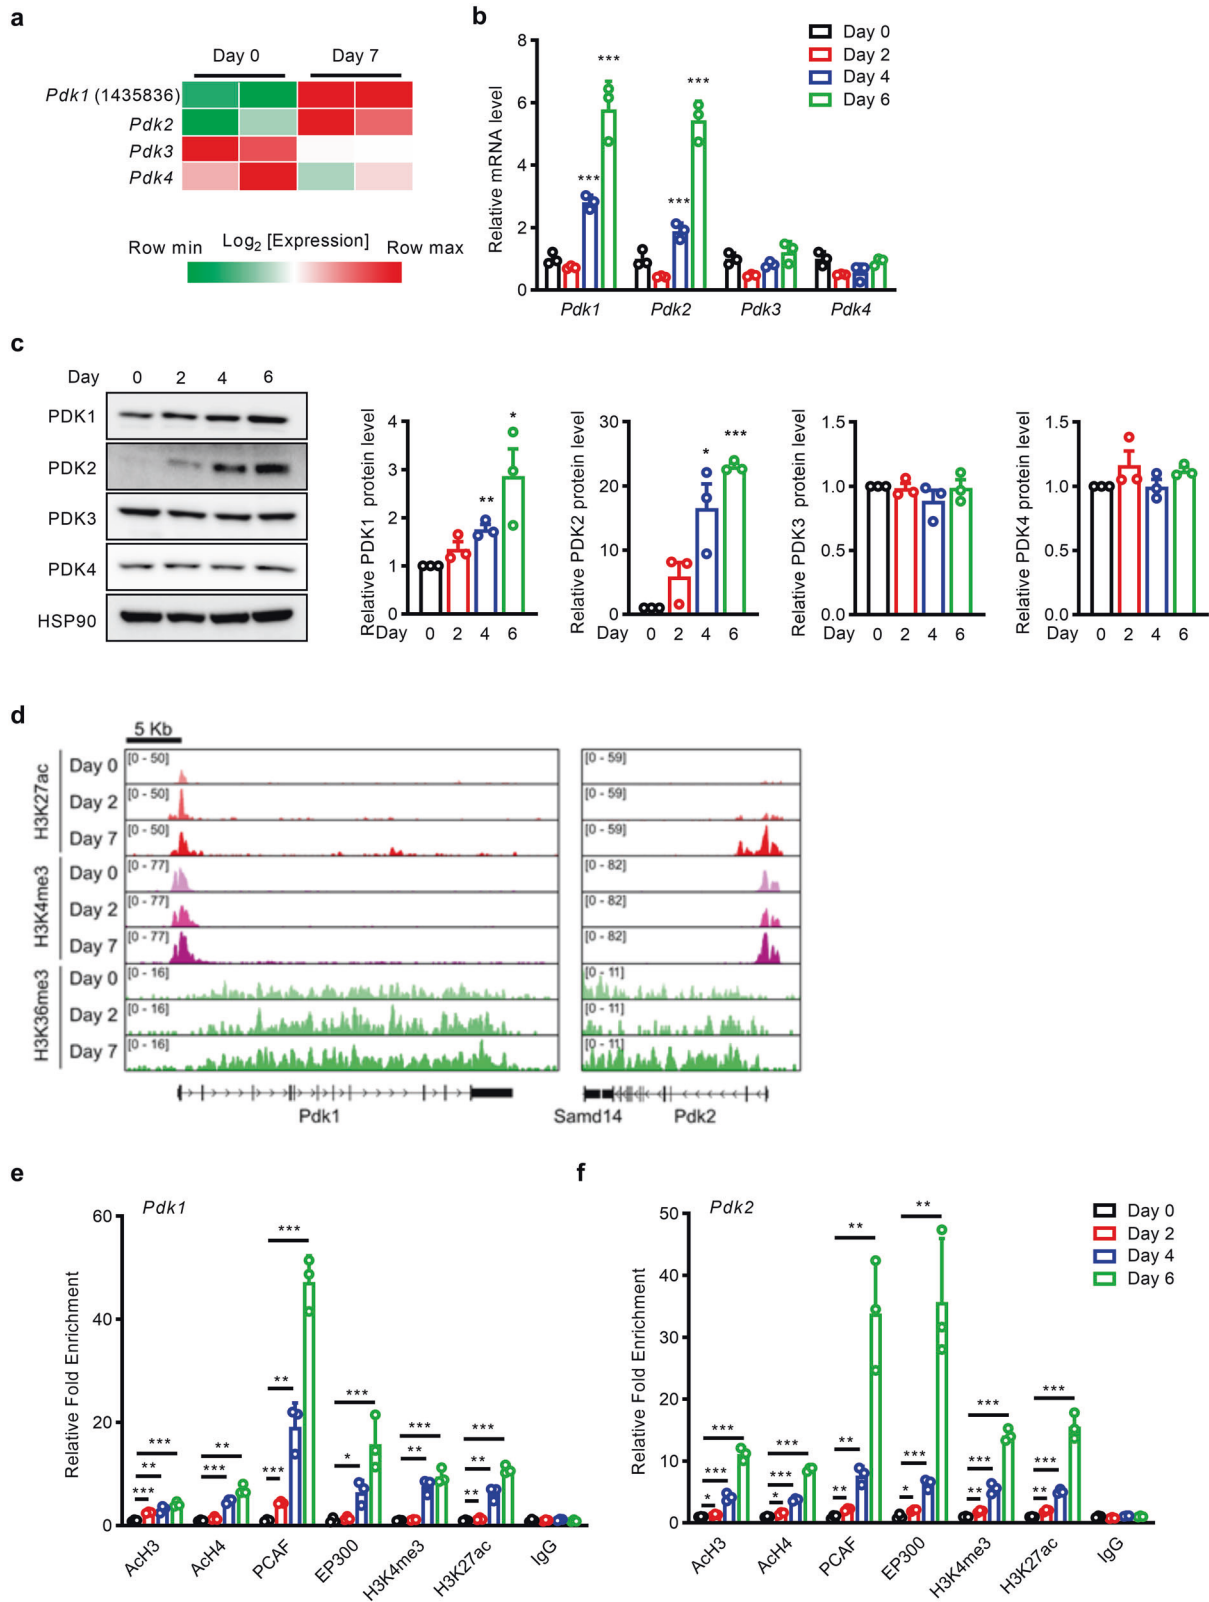 a
Day 0 Day 7
Pdk1 (1435836)
Pdk2
Pdk3
Pdk4
Row min Log2 [Expression] Row max
b
Relative mRNA level
8
6
4
2
0
*** *** *** ***
Pdk1 Pdk2 Pdk3 Pdk4
Day 0
Day 2
Day 4
Day 6
c
Day 0 2 4 6
PDK1
PDK2
PDK3
PDK4
HSP90
Relative PDK1 protein level
4
3
2
1
0
** *
Day 0 2 4 6
Relative PDK2 protein level
30
20
10
0
* ***
Day 0 2 4 6
Relative PDK3 protein level
1.5
1.0
0.5
0.0
Day 0 2 4 6
Relative PDK4 protein level
1.5
1.0
0.5
0.0
Day 0 2 4 6
d
5 Kb
H3K27ac
Day 0 [0 - 50] [0 - 59]
Day 2 [0 - 50] [0 - 59]
Day 7 [0 - 50] [0 - 59]
H3K4me3
Day 0 [0 - 77] [0 - 82]
Day 2 [0 - 77] [0 - 82]
Day 7 [0 - 77] [0 - 82]
H3K36me3
Day 0 [0 - 16] [0 - 11]
Day 2 [0 - 16] [0 - 11]
Day 7 [0 - 16] [0 - 11]
Pdk1 Samd14 Pdk2
e
Pdk1
Relative Fold Enrichment
60
40
20
0
*** ** ***
*** **
*** ** ***
* ***
** ***
** ** ***
AcH3 AcH4 PCAF EP300 H3K4me3 H3K27ac IgG
f
Pdk2
Relative Fold Enrichment
50
40
30
20
10
0
* *** ***
* *** ***
** ** **
* *** **
** *** ***
** *** ***
AcH3 AcH4 PCAF EP300 H3K4me3 H3K27ac IgG
Day 0
Day 2
Day 4
Day 6